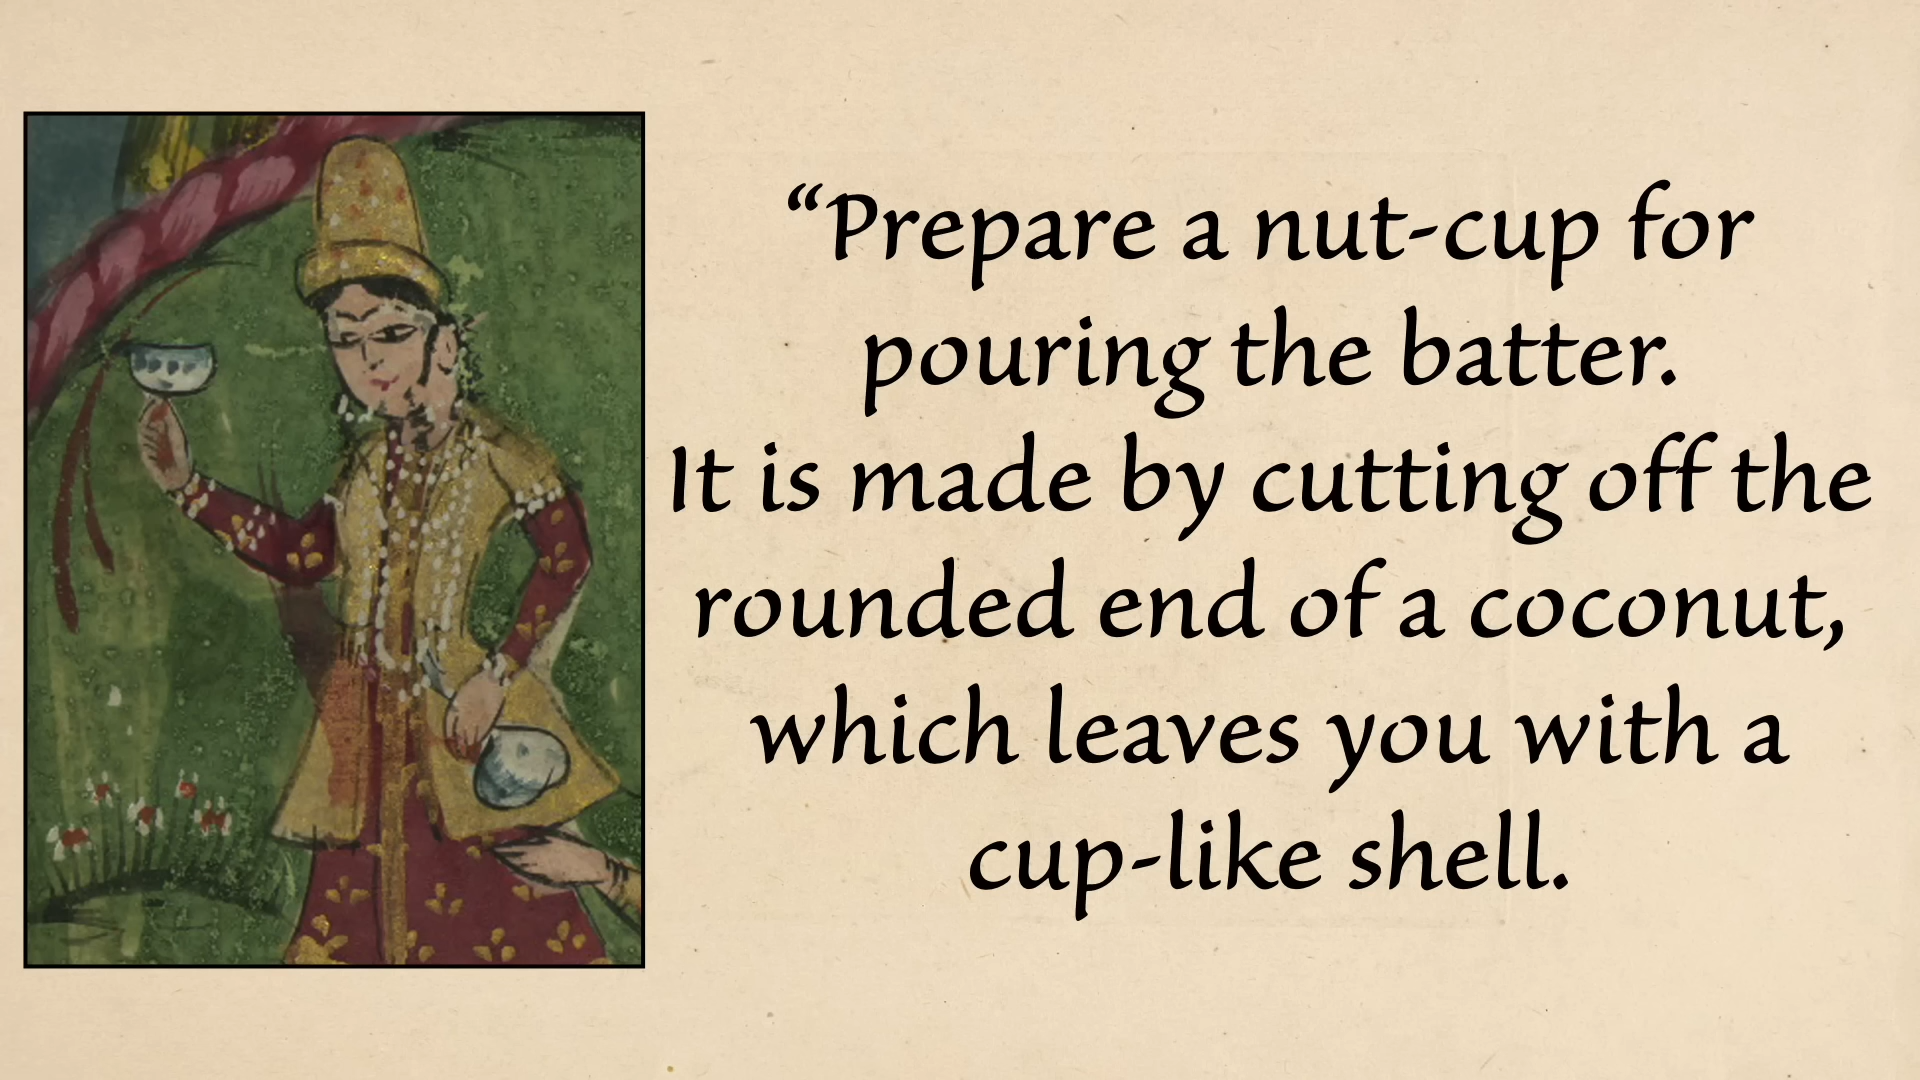 “Prepare a nut-cup for
pouring the batter.
It is made by cutting off the
rounded end of a coconut,
which leaves you with a
cup-like shell.